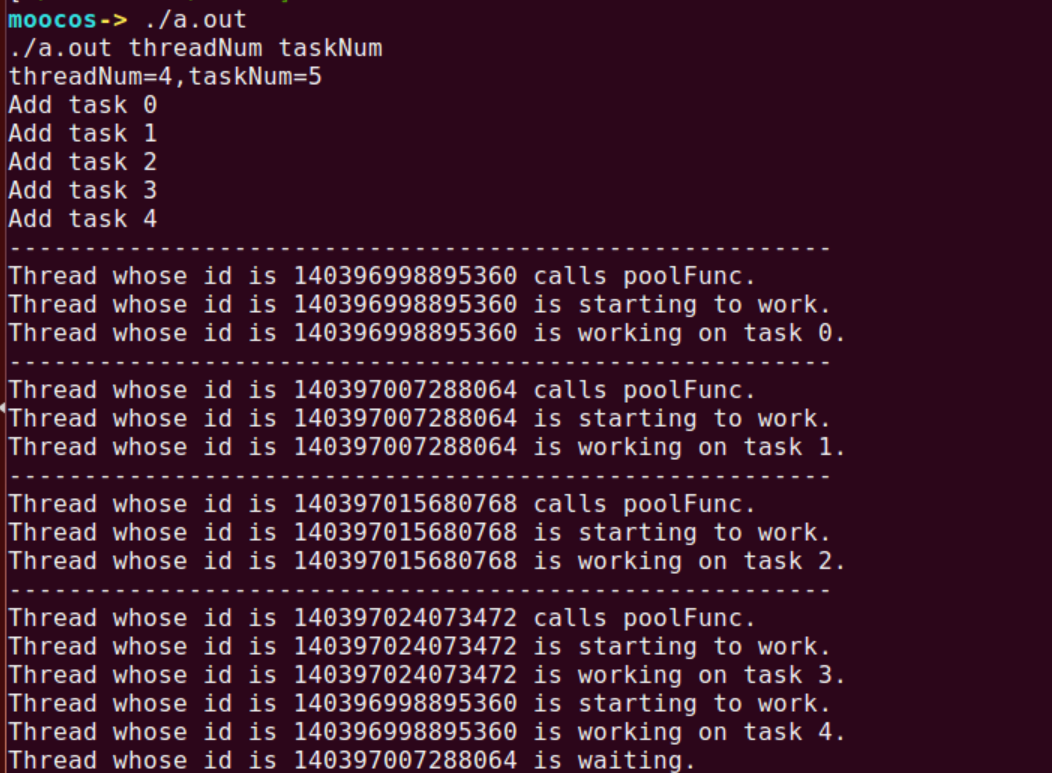 moocos-> ./a.out
./a.out threadNum taskNum
threadNum=4,taskNum=5
Add task 0
Add task 1
Add task 2
Add task 3
Add task 4
-------------------------------------------------------
Thread whose id is 140396998895360 calls poolFunc.
Thread whose id is 140396998895360 is starting to work.
Thread whose id is 140396998895360 is working on task 0.
-------------------------------------------------------
Thread whose id is 140397007288064 calls poolFunc.
Thread whose id is 140397007288064 is starting to work.
Thread whose id is 140397007288064 is working on task 1.
-------------------------------------------------------
Thread whose id is 140397015680768 calls poolFunc.
Thread whose id is 140397015680768 is starting to work.
Thread whose id is 140397015680768 is working on task 2.
-------------------------------------------------------
Thread whose id is 140397024073472 calls poolFunc.
Thread whose id is 140397024073472 is starting to work.
Thread whose id is 140397024073472 is working on task 3.
Thread whose id is 140396998895360 is starting to work.
Thread whose id is 140396998895360 is working on task 4.
Thread whose id is 140397007288064 is waiting.